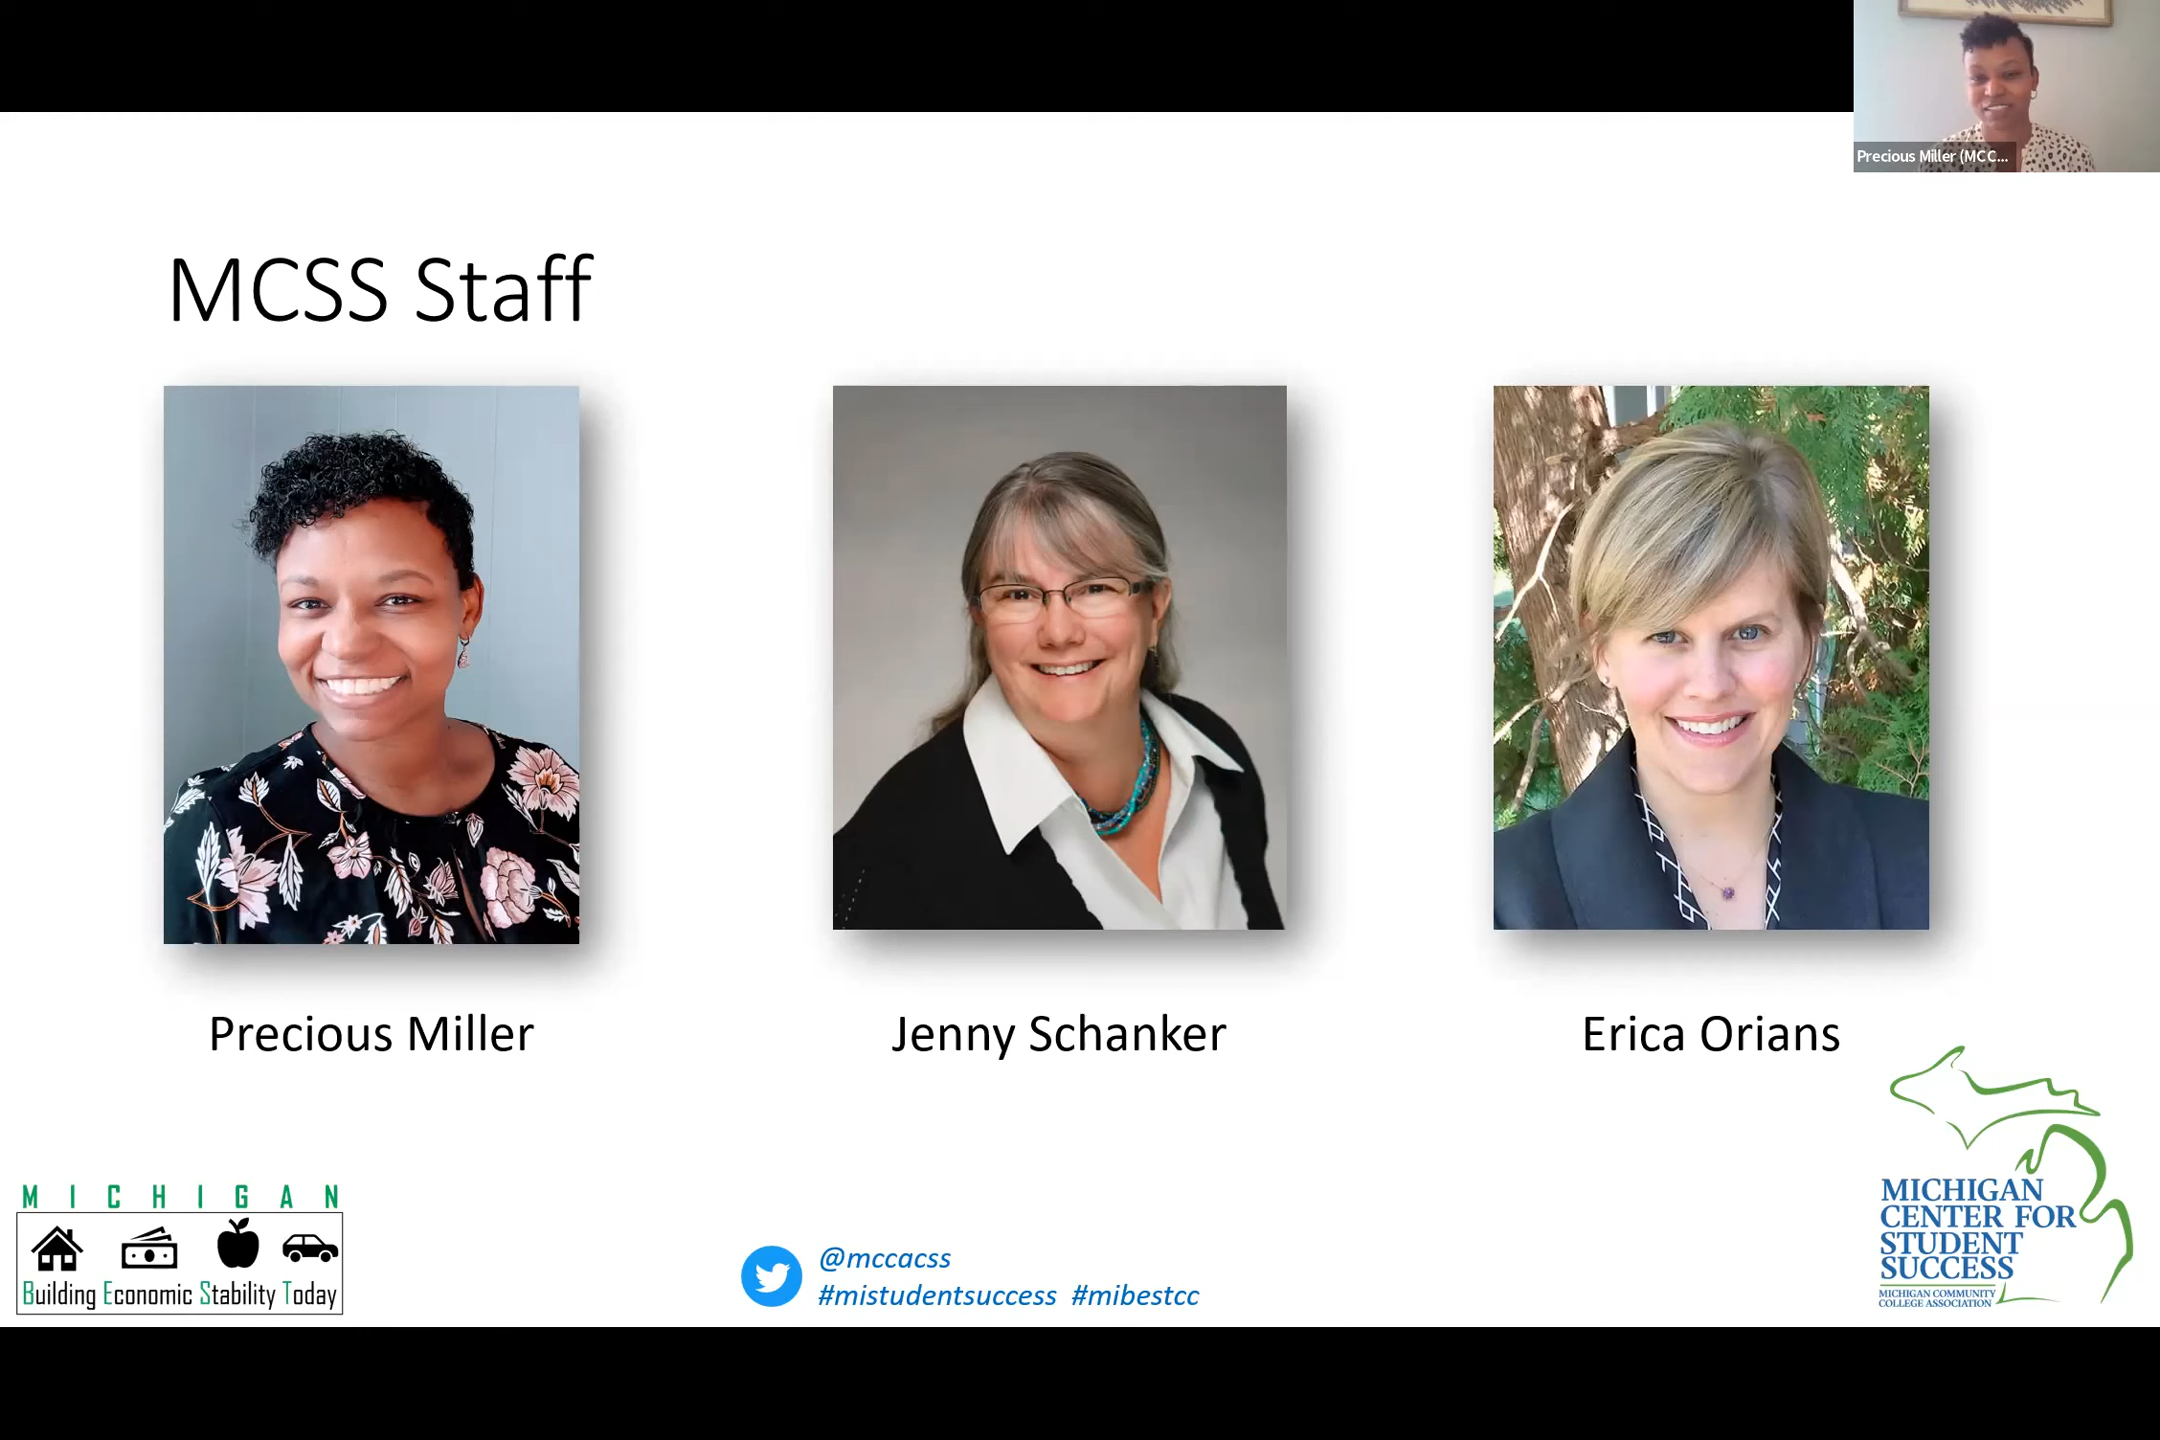 Precious Miller (MCC...
MCSS Staff
Precious Miller
Jenny Schanker
Erica Orians
MICHIGAN
Building Economic Stability Today
@mccacss
#mistudentsuccess #mibestcc
MICHIGAN
CENTER FOR
STUDENT
SUCCESS
MICHIGAN COMMUNITY
COLLEGE ASSOCIATION